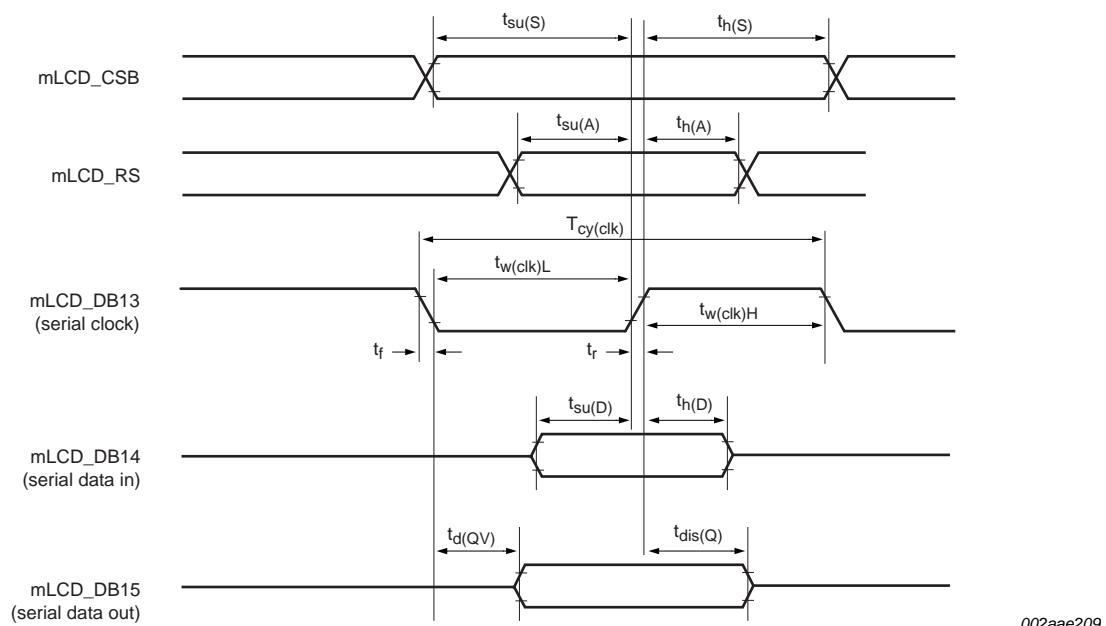 tsu(S)
th(S)
mLCD_CSB
tsu(A)
th(A)
mLCD_RS
Tcy(clk)
tw(clk)L
mLCD_DB13
(serial clock)
tw(clk)H
tf
tr
tsu(D)
th(D)
mLCD_DB14
(serial data in)
td(QV)
tdis(Q)
mLCD_DB15
(serial data out)
002aae209